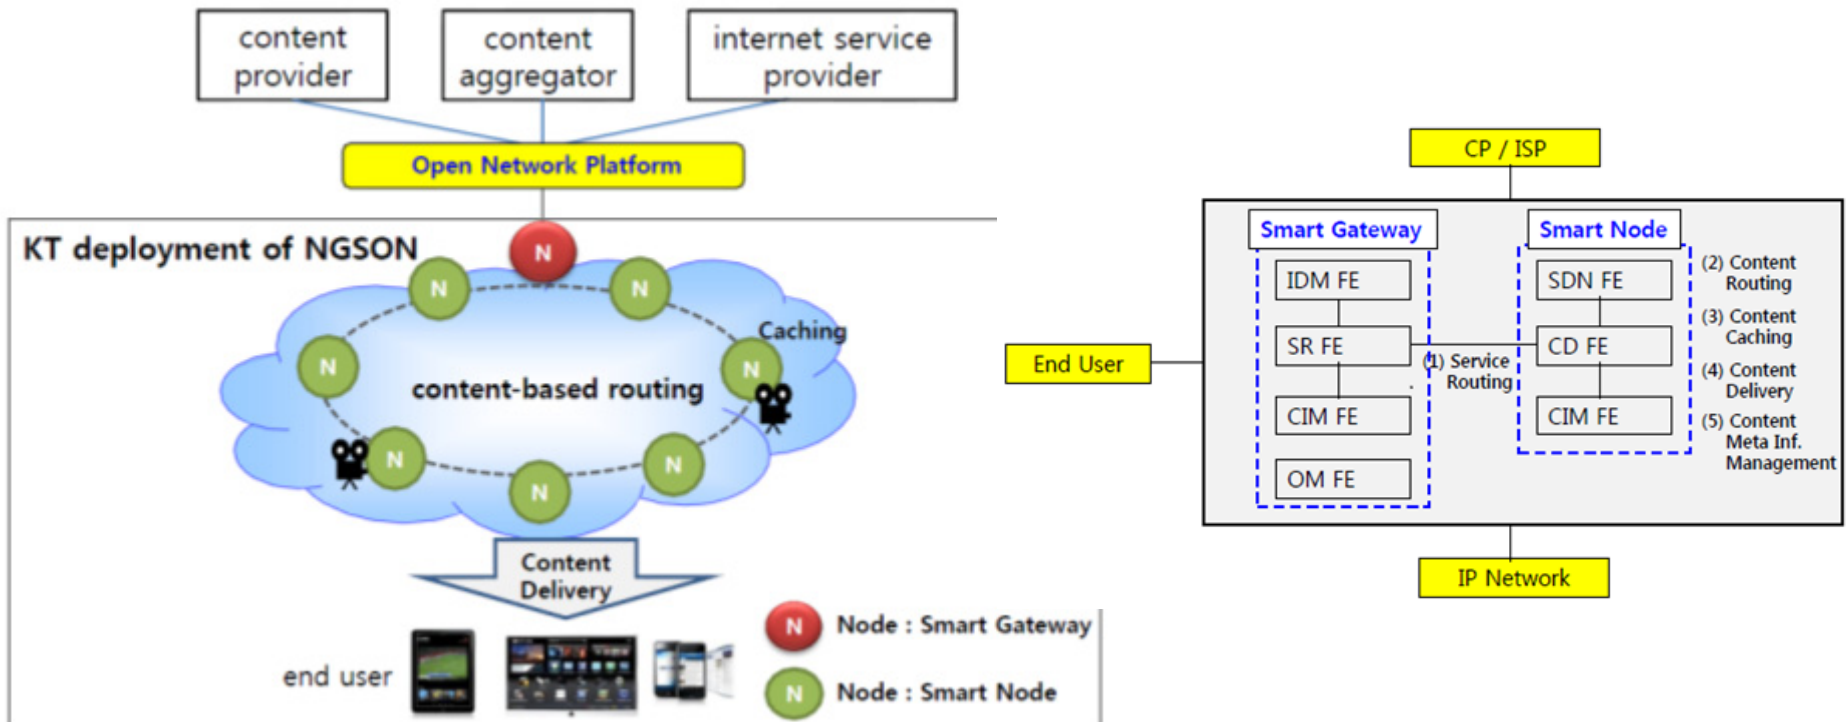 content
provider
content
aggregator
internet service
provider
Open Network Platform
KT deployment of NGSON
N
N
N
N
Caching
N
content-based routing
N
N
N
Content
Delivery
end user
N
Node : Smart Gateway
N
Node : Smart Node
CP / ISP
Smart Gateway
IDM FE
SR FE
CIM FE
OM FE
Smart Node
SDN FE
CD FE
CIM FE
(1) Service
Routing
(2) Content
Routing
(3) Content
Caching
(4) Content
Delivery
(5) Content
Meta Inf.
Management
End User
IP Network